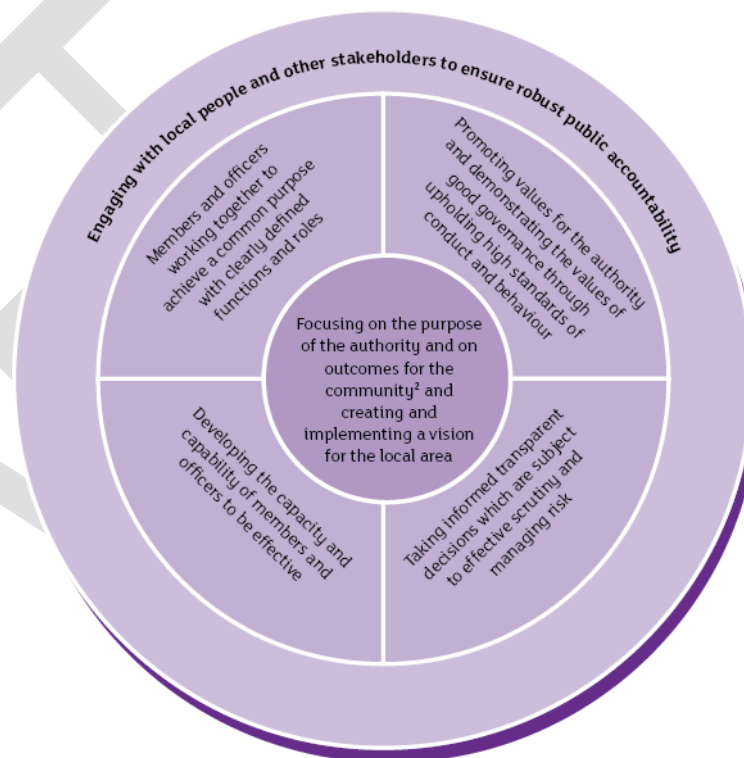 Engaging with local people and other stakeholders to ensure robust public accountability
Members and officers
working together to
achieve a common purpose
with clearly defined
functions and roles
Promoting values for the authority
and demonstrating the values of
good governance through
upholding high standards of
conduct and behaviour
Focusing on the purpose
of the authority and on
outcomes for the
community² and
creating and
implementing a vision
for the local area
Developing the capacity and
capability of members and
officers to be effective
Taking informed transparent
decisions which are subject
to effective scrutiny and
managing risk